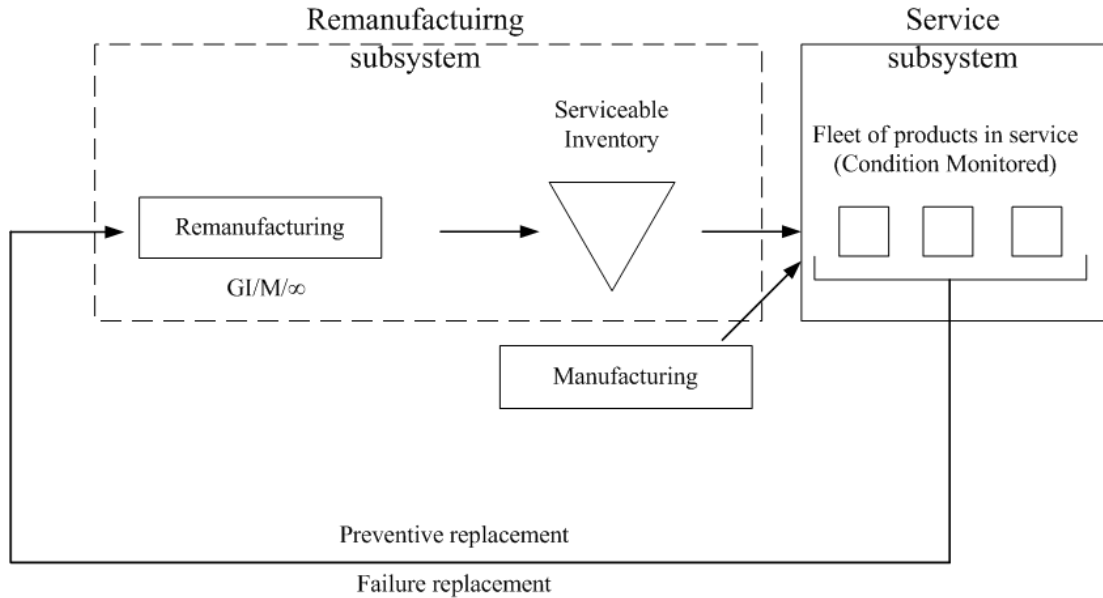 Remanufactuirng
subsystem
Service
subsystem
Serviceable
Inventory
Fleet of products in service
(Condition Monitored)
Remanufacturing
GI/M/∞
Manufacturing
Preventive replacement
Failure replacement